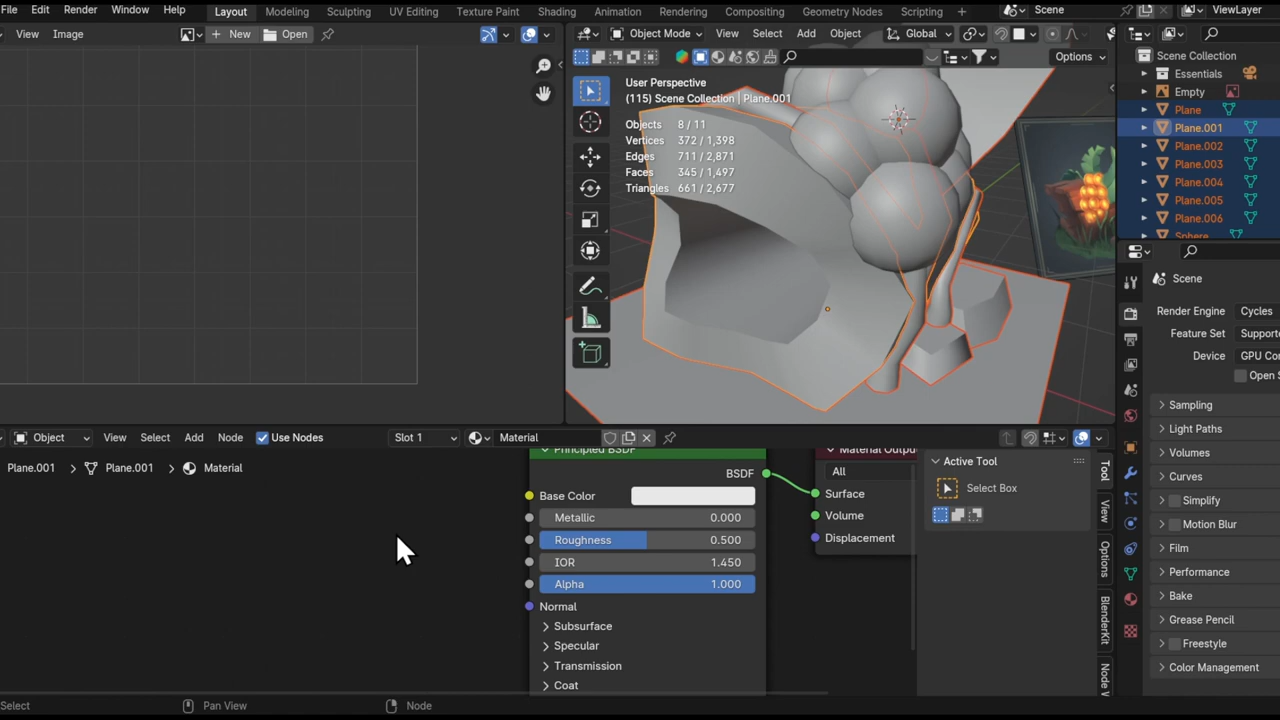 File Edit Render Window Help Layout Modeling Sculpting UV Editing Texture Paint Shading Animation Rendering Compositing Geometry Nodes Scripting + Scene ViewLayer
View Image New Open
Object Mode View Select Add Object Global
Options
User Perspective
(115) Scene Collection | Plane.001
Objects 8 / 11
Vertices 372 / 1,398
Edges 711 / 2,871
Faces 345 / 1,497
Triangles 661 / 2,677
Scene Collection
Essentials
Empty
Plane
Plane.001
Plane.002
Plane.003
Plane.004
Plane.005
Plane.006
Sphere
Scene
Render Engine Cycles
Feature Set Supporte
Device GPU Con
Open S
Sampling
Light Paths
Volumes
Curves
Simplify
Motion Blur
Film
Performance
Bake
Grease Pencil
Freestyle
Color Management
Object View Select Add Node Use Nodes Slot 1 Material
Plane.001 > Plane.001 > Material
Principled BSDF
BSDF
Base Color
Metallic 0.000
Roughness 0.500
IOR 1.450
Alpha 1.000
Normal
Subsurface
Specular
Transmission
Coat
Material Outpu
All
Surface
Volume
Displacement
Active Tool
Select Box
Tool
View
Options
BlenderKit
Node W
Select Pan View Node